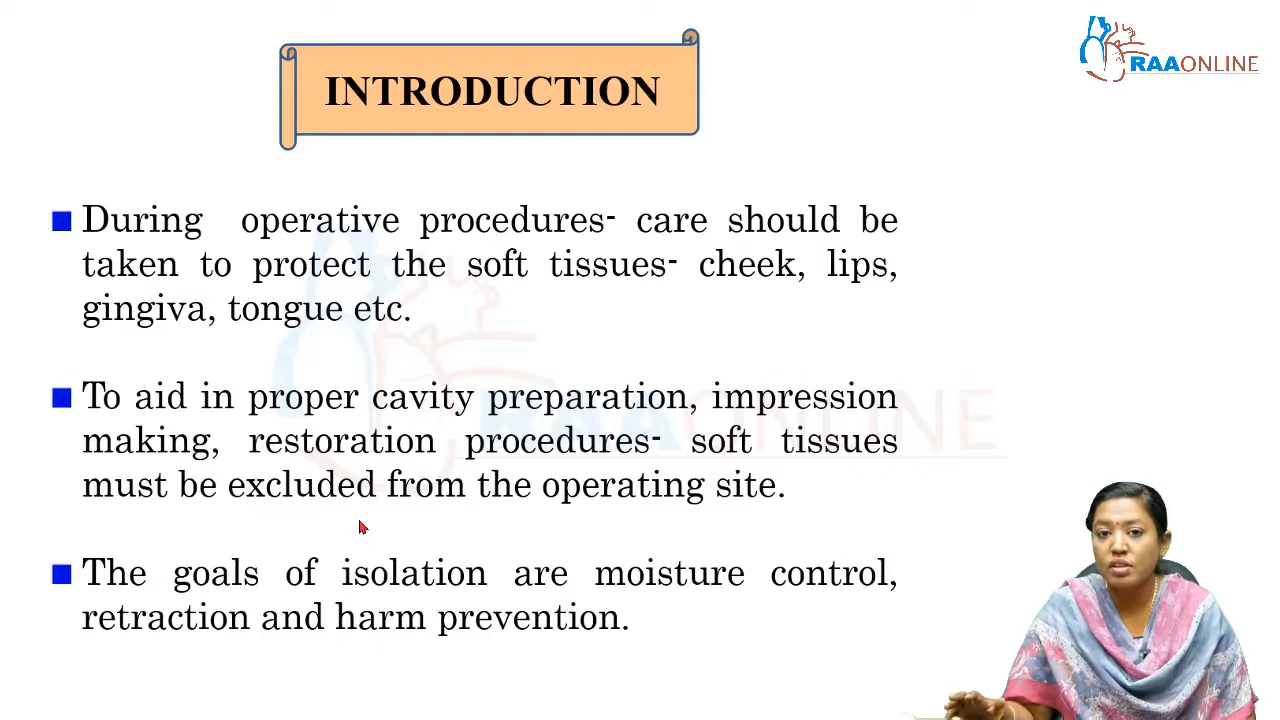 INTRODUCTION
RAAONLINE
During operative procedures- care should be
taken to protect the soft tissues- cheek, lips,
gingiva, tongue etc.
To aid in proper cavity preparation, impression
making, restoration procedures- soft tissues
must be excluded from the operating site.
The goals of isolation are moisture control,
retraction and harm prevention.
RAAONLINE